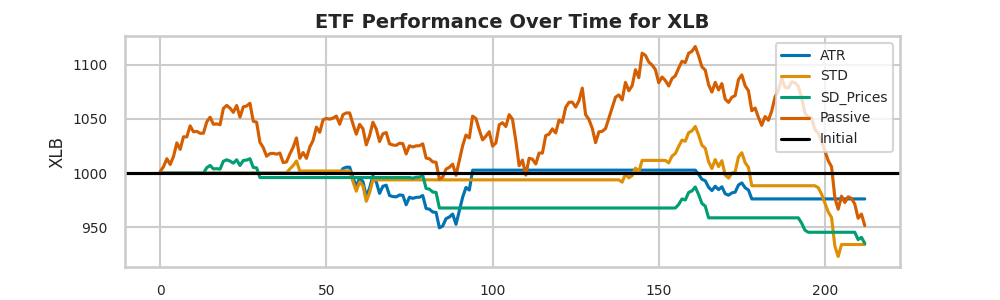 ETF Performance Over Time for XLB
XLB
1100
1050
1000
950
0
50
100
150
200
ATR
STD
SD_Prices
Passive
Initial